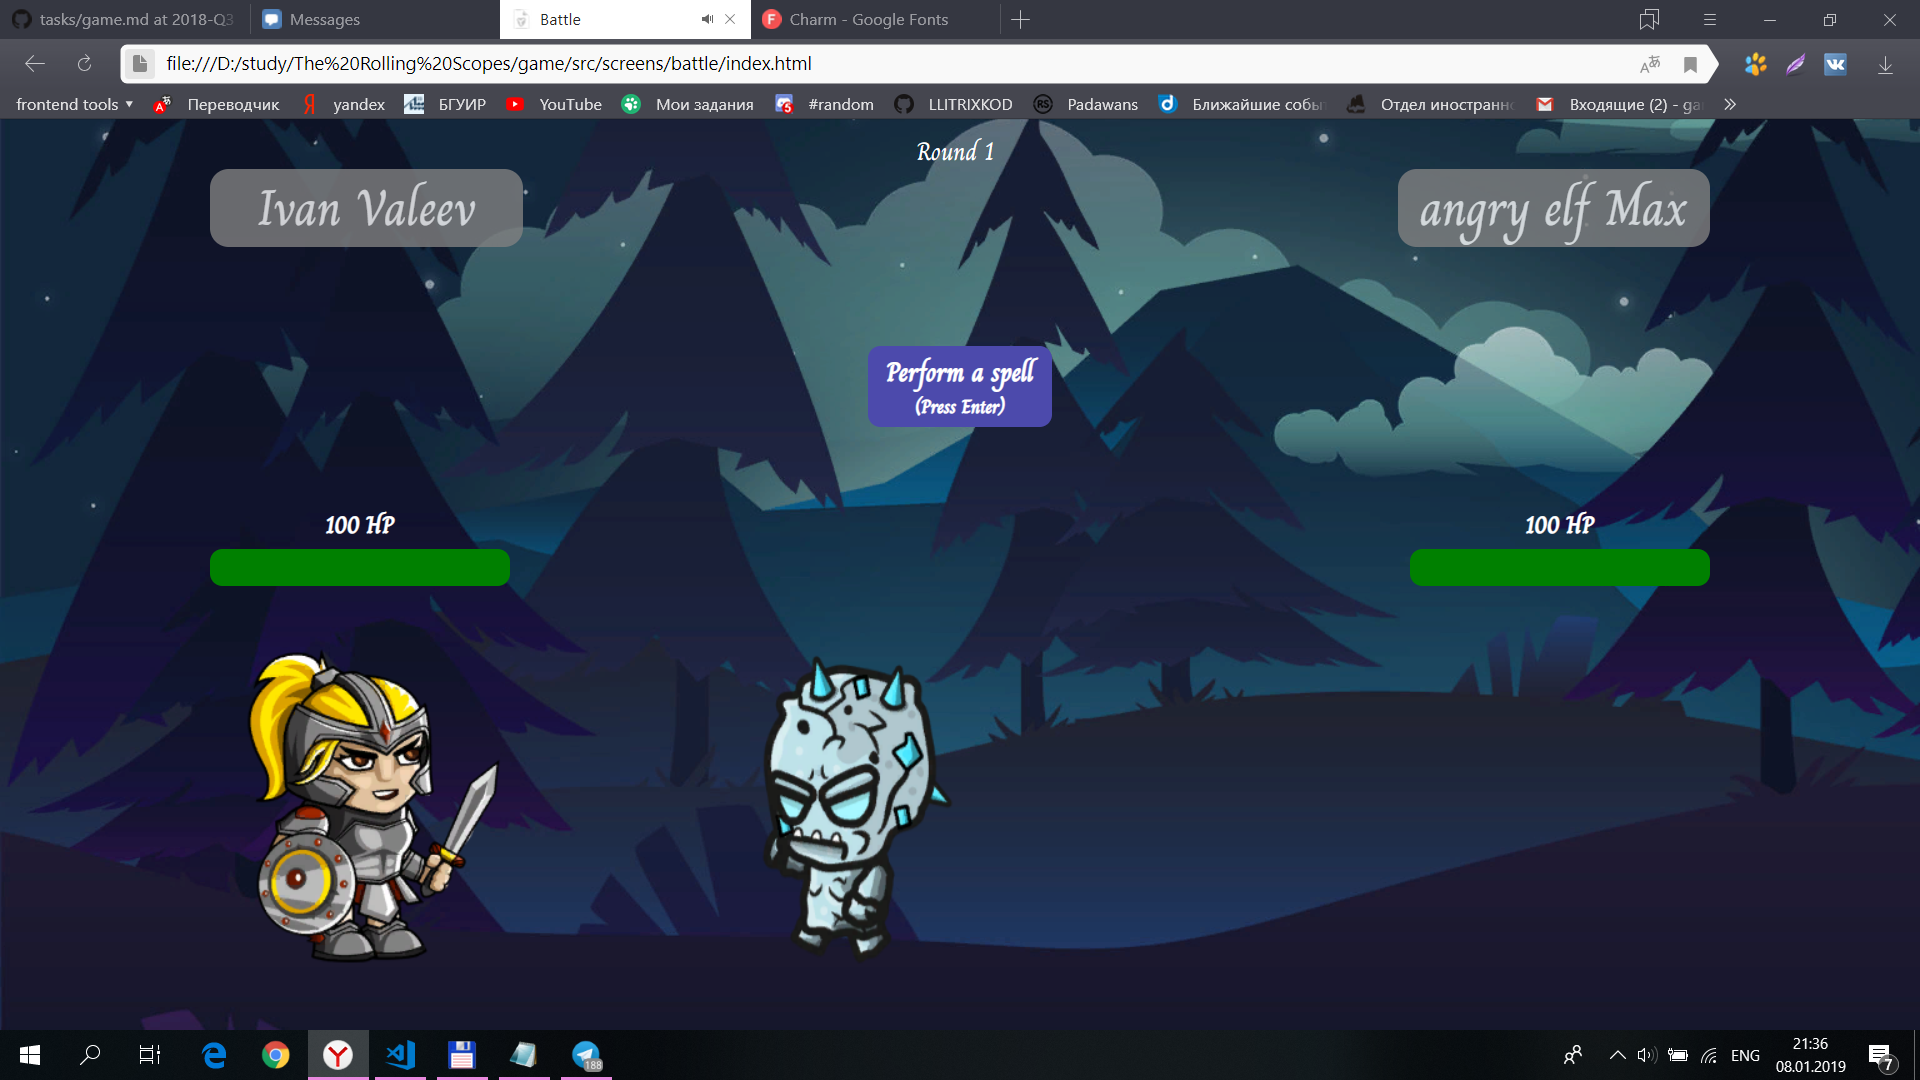 tasks/game.md at 2018-Q3
Messages
Battle
Charm - Google Fonts
file:///D:/study/The%20Rolling%20Scopes/game/src/screens/battle/index.html
frontend tools
Переводчик
yandex
БГУИР
YouTube
Мои задания
#random
LLITRIXKOD
Padawans
Ближайшие собы
Отдел иностранн
Входящие (2) - ga
Round 1
Ivan Valeev
angry elf Max
Perform a spell
(Press Enter)
100 HP
100 HP
188
ENG
21:36
08.01.2019
7